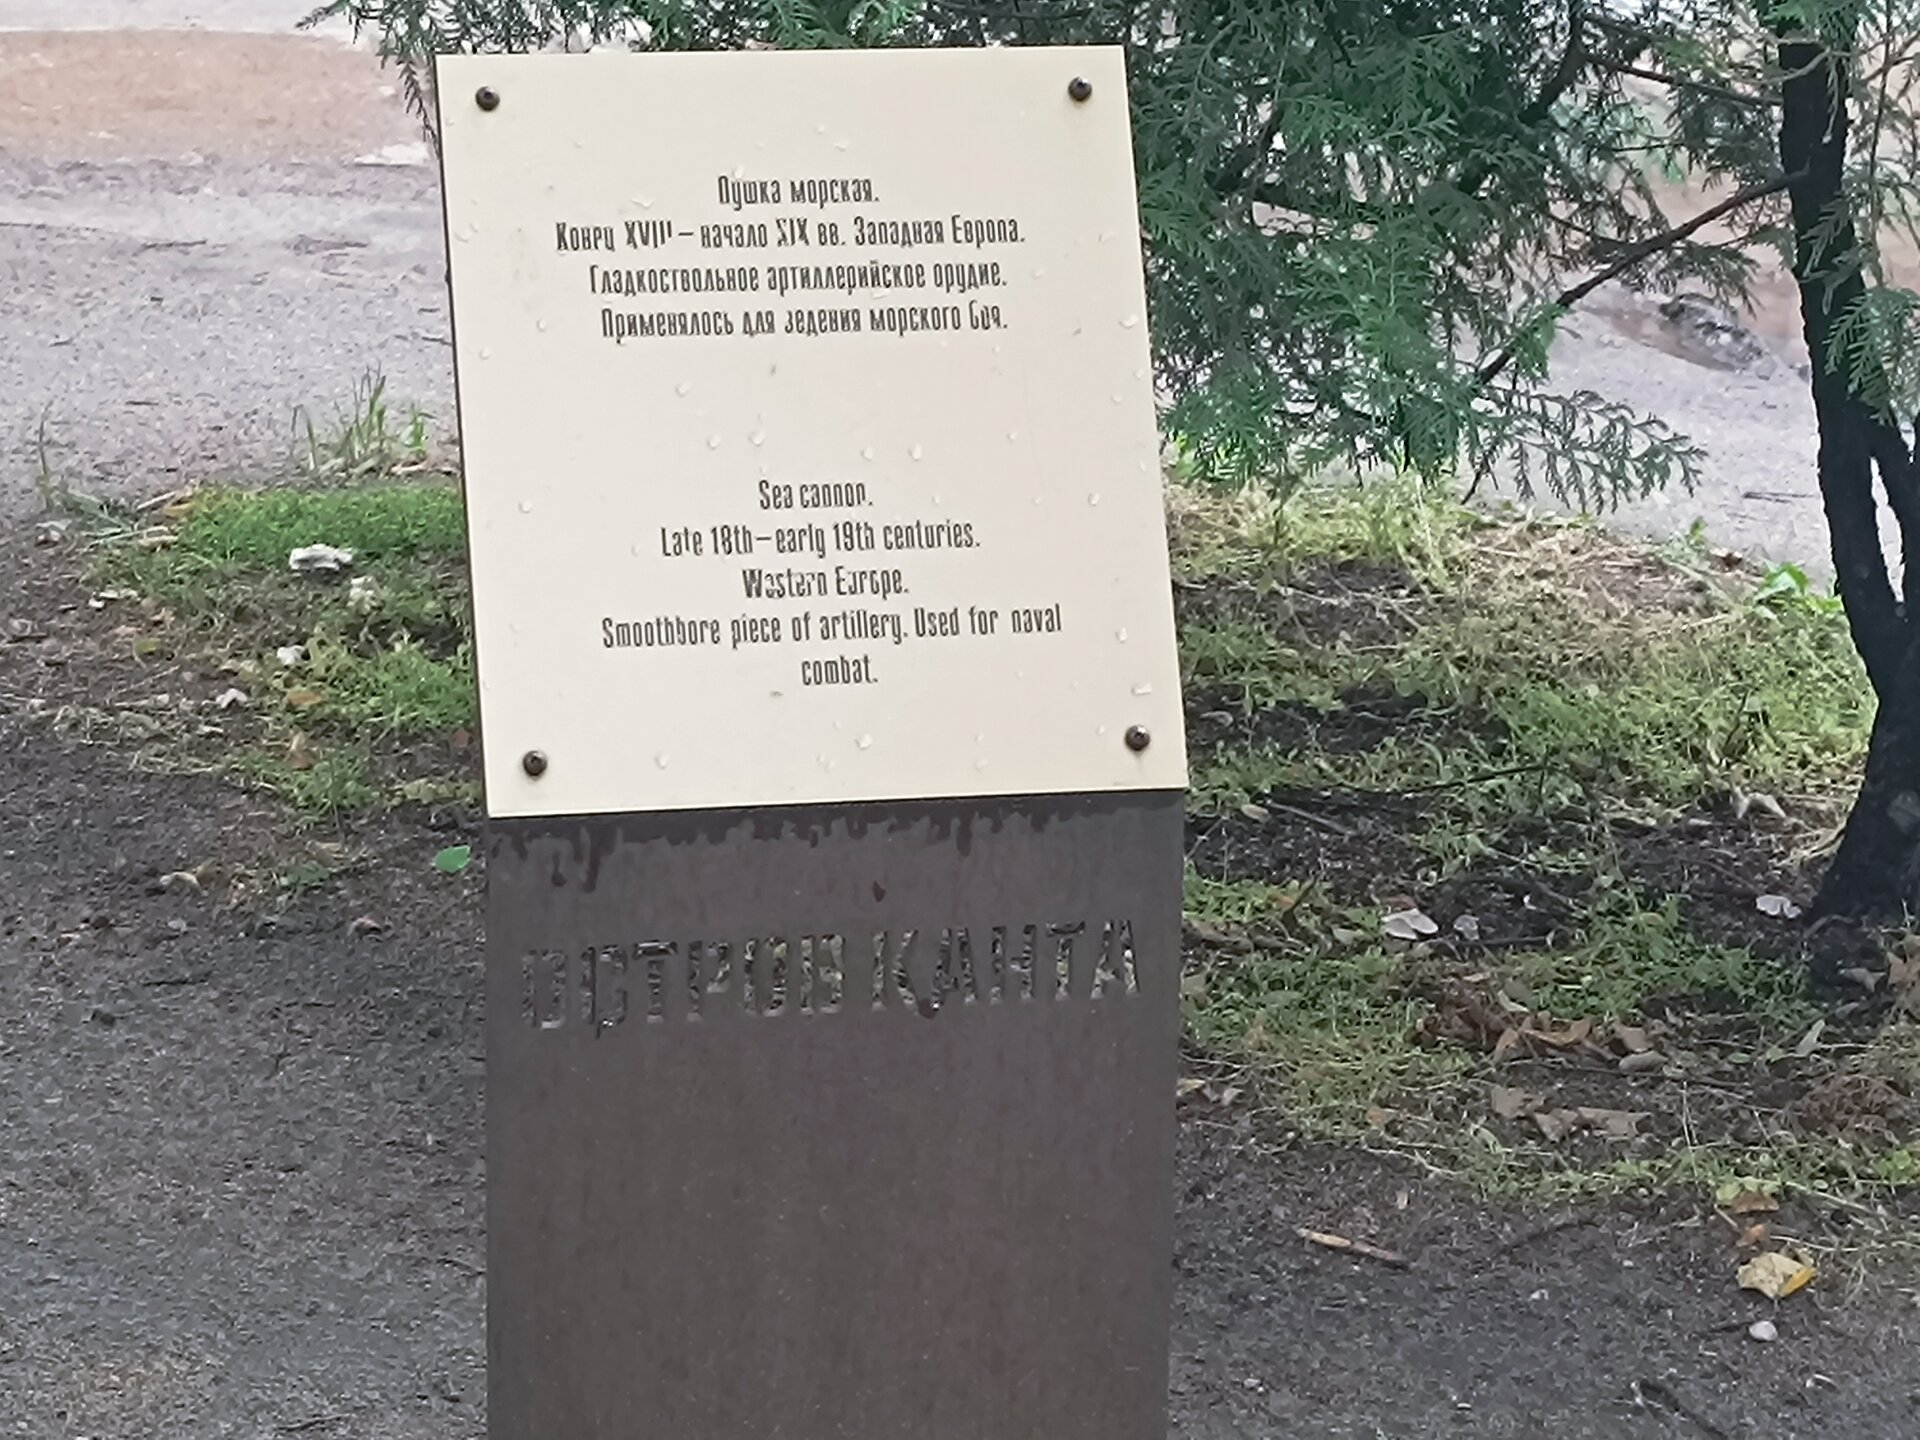 Пушка морская.
Конец XVIII – начало XIX вв. Западная Европа.
Гладкоствольное артиллерийское орудие.
Применялось для ведения морского боя.
Sea cannon.
Late 18th – early 19th centuries.
Western Europe.
Smoothbore piece of artillery. Used for naval
combat.
ОСТРОВ КАНТА